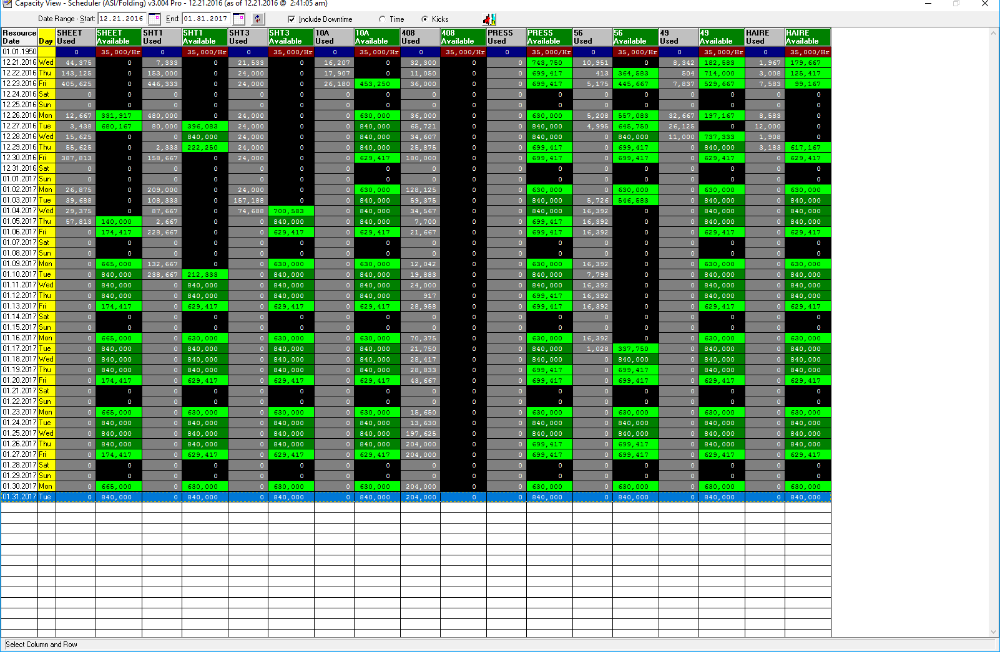 Capacity View - Scheduler (ASI/Folding) v3.004 Pro - 12.21.2016 (as of 12.21.2016 @ 2:41:05 am)
Date Range - Start: 12.21.2016 End: 01.31.2017 Include Downtime Time Kicks
Resource SHEET SHEET SHT1 SHT1 SHT3 SHT3 10A 10A 408 408 PRESS PRESS 56 56 49 49 HAIRE HAIRE
Date Day Used Available Used Available Used Available Used Available Used Available Used Available Used Available Used Available Used Available
01.01.1950 0 35,000/Hr 0 35,000/Hr 0 35,000/Hr 0 35,000/Hr 0 35,000/Hr 0 35,000/Hr 0 35,000/Hr 0 35,000/Hr 0 35,000/Hr
12.21.2016 Wed 44,375 0 7,333 0 21,533 0 16,207 0 32,300 0 0 743,750 10,951 0 8,342 182,583 1,967 179,667
12.22.2016 Thu 143,125 0 153,000 0 24,000 0 17,907 0 11,050 0 0 699,417 413 364,583 504 714,000 3,008 125,417
12.23.2016 Fri 405,625 0 446,333 0 24,000 0 26,180 453,250 36,000 0 0 699,417 5,175 445,667 7,837 529,667 7,583 99,167
12.24.2016 Sat 0 0 0 0 0 0 0 0 0 0 0 0 0 0 0 0 0 0
12.25.2016 Sun 0 0 0 0 0 0 0 0 0 0 0 0 0 0 0 0 0 0
12.26.2016 Mon 12,667 331,917 480,000 0 24,000 0 0 630,000 36,000 0 0 630,000 5,208 557,083 32,667 197,167 8,583 0
12.27.2016 Tue 3,438 680,167 80,000 396,083 24,000 0 0 840,000 65,721 0 0 840,000 4,995 645,750 26,125 0 12,000 0
12.28.2016 Wed 15,625 0 0 840,000 24,000 0 0 840,000 34,607 0 0 840,000 0 840,000 11,000 737,333 1,908 0
12.29.2016 Thu 55,625 0 2,333 222,250 24,000 0 0 840,000 25,875 0 0 699,417 0 699,417 0 840,000 3,183 617,167
12.30.2016 Fri 387,813 0 158,667 0 24,000 0 0 629,417 180,000 0 0 699,417 0 699,417 0 629,417 0 629,417
12.31.2016 Sat 0 0 0 0 0 0 0 0 0 0 0 0 0 0 0 0 0 0
01.01.2017 Sun 0 0 0 0 0 0 0 0 0 0 0 0 0 0 0 0 0 0
01.02.2017 Mon 26,875 0 209,000 0 24,000 0 0 630,000 128,125 0 0 630,000 0 630,000 0 630,000 0 630,000
01.03.2017 Tue 39,688 0 108,333 0 157,188 0 0 840,000 59,375 0 0 840,000 5,726 546,583 0 840,000 0 840,000
01.04.2017 Wed 29,375 0 87,667 0 74,688 700,583 0 840,000 34,567 0 0 840,000 16,392 0 0 840,000 0 840,000
01.05.2017 Thu 57,813 140,000 2,667 0 0 840,000 0 840,000 7,700 0 0 699,417 16,392 0 0 840,000 0 840,000
01.06.2017 Fri 0 174,417 228,667 0 0 629,417 0 629,417 21,667 0 0 699,417 16,392 0 0 629,417 0 629,417
01.07.2017 Sat 0 0 0 0 0 0 0 0 0 0 0 0 0 0 0 0 0 0
01.08.2017 Sun 0 0 0 0 0 0 0 0 0 0 0 0 0 0 0 0 0 0
01.09.2017 Mon 0 665,000 132,667 0 0 630,000 0 630,000 12,042 0 0 630,000 16,392 0 0 630,000 0 630,000
01.10.2017 Tue 0 840,000 238,667 212,333 0 840,000 0 840,000 19,883 0 0 840,000 7,798 0 0 840,000 0 840,000
01.11.2017 Wed 0 840,000 0 840,000 0 840,000 0 840,000 24,000 0 0 840,000 16,392 0 0 840,000 0 840,000
01.12.2017 Thu 0 840,000 0 840,000 0 840,000 0 840,000 917 0 0 699,417 16,392 0 0 840,000 0 840,000
01.13.2017 Fri 0 174,417 0 629,417 0 629,417 0 629,417 28,958 0 0 699,417 16,392 0 0 629,417 0 629,417
01.14.2017 Sat 0 0 0 0 0 0 0 0 0 0 0 0 0 0 0 0 0 0
01.15.2017 Sun 0 0 0 0 0 0 0 0 0 0 0 0 0 0 0 0 0 0
01.16.2017 Mon 0 665,000 0 630,000 0 630,000 0 630,000 70,375 0 0 630,000 16,392 0 0 630,000 0 630,000
01.17.2017 Tue 0 840,000 0 840,000 0 840,000 0 840,000 21,750 0 0 840,000 1,028 337,750 0 840,000 0 840,000
01.18.2017 Wed 0 840,000 0 840,000 0 840,000 0 840,000 28,417 0 0 840,000 0 840,000 0 840,000 0 840,000
01.19.2017 Thu 0 840,000 0 840,000 0 840,000 0 840,000 28,833 0 0 699,417 0 699,417 0 840,000 0 840,000
01.20.2017 Fri 0 174,417 0 629,417 0 629,417 0 629,417 43,667 0 0 699,417 0 699,417 0 629,417 0 629,417
01.21.2017 Sat 0 0 0 0 0 0 0 0 0 0 0 0 0 0 0 0 0 0
01.22.2017 Sun 0 0 0 0 0 0 0 0 0 0 0 0 0 0 0 0 0 0
01.23.2017 Mon 0 665,000 0 630,000 0 630,000 0 630,000 15,650 0 0 630,000 0 630,000 0 630,000 0 630,000
01.24.2017 Tue 0 840,000 0 840,000 0 840,000 0 840,000 13,630 0 0 840,000 0 840,000 0 840,000 0 840,000
01.25.2017 Wed 0 840,000 0 840,000 0 840,000 0 840,000 197,625 0 0 840,000 0 840,000 0 840,000 0 840,000
01.26.2017 Thu 0 840,000 0 840,000 0 840,000 0 840,000 204,000 0 0 699,417 0 699,417 0 840,000 0 840,000
01.27.2017 Fri 0 174,417 0 629,417 0 629,417 0 629,417 204,000 0 0 699,417 0 699,417 0 629,417 0 629,417
01.28.2017 Sat 0 0 0 0 0 0 0 0 0 0 0 0 0 0 0 0 0 0
01.29.2017 Sun 0 0 0 0 0 0 0 0 0 0 0 0 0 0 0 0 0 0
01.30.2017 Mon 0 665,000 0 630,000 0 630,000 0 630,000 204,000 0 0 630,000 0 630,000 0 630,000 0 630,000
01.31.2017 Tue 0 840,000 0 840,000 0 840,000 0 840,000 204,000 0 0 840,000 0 840,000 0 840,000 0 840,000
Select Column and Row